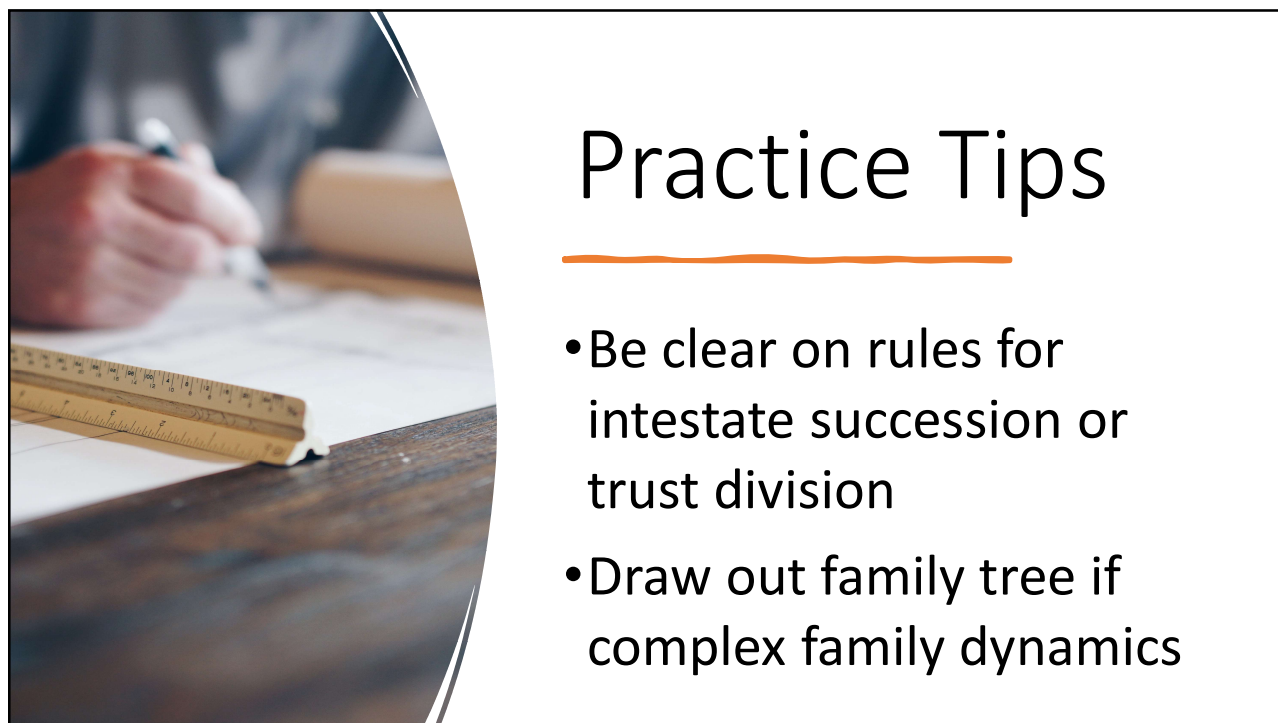 Practice Tips
•Be clear on rules for
intestate succession or
trust division
•Draw out family tree if
complex family dynamics